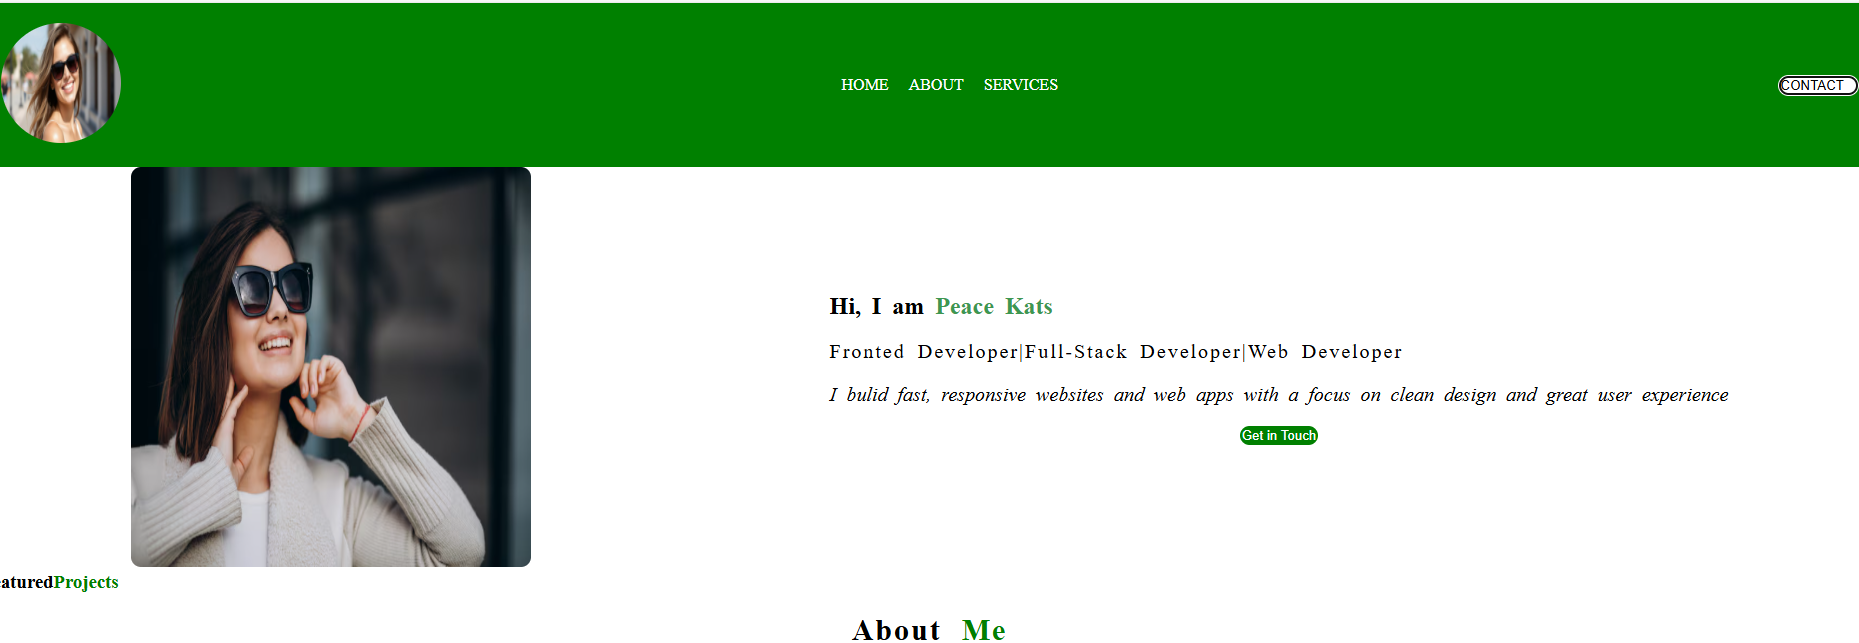 HOME ABOUT SERVICES CONTACT
Hi, I am Peace Kats
Fronted Developer|Full-Stack Developer|Web Developer
I bulid fast, responsive websites and web apps with a focus on clean design and great user experience
Get in Touch
aturedProjects
About Me